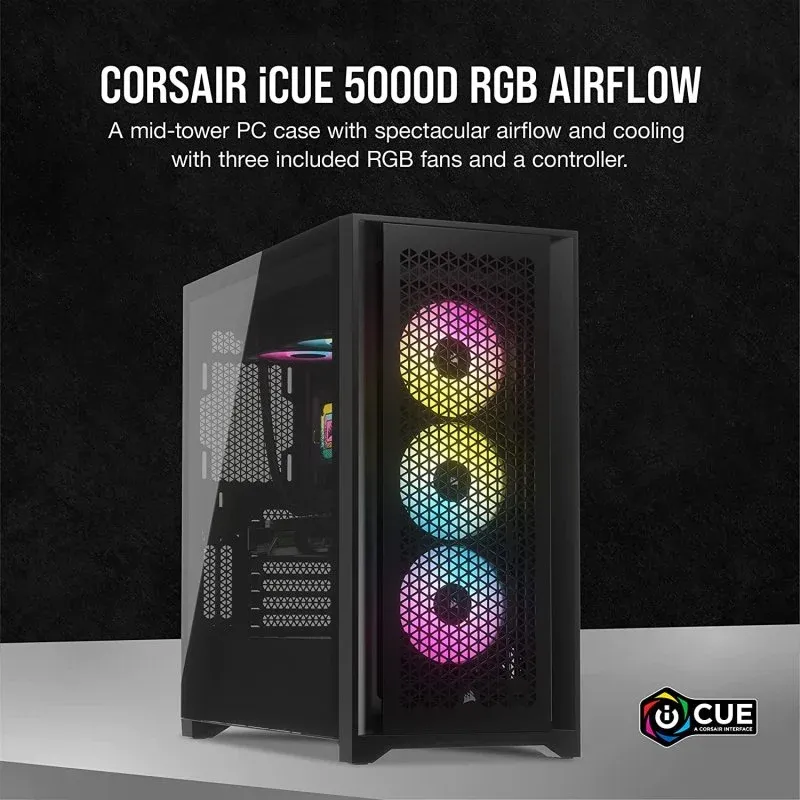 CORSAIR iCUE 5000D RGB AIRFLOW
A mid-tower PC case with spectacular airflow and cooling
with three included RGB fans and a controller.
iCUE
A CORSAIR INTERFACE